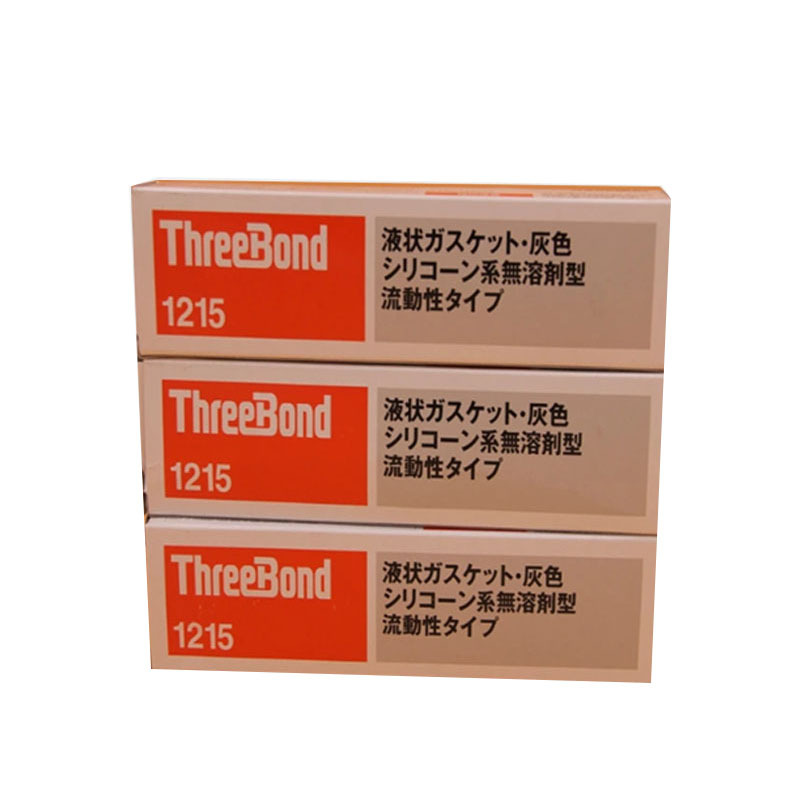 ThreeBond
1215
液状ガスケット・灰色
シリコーン系無溶剤型
流動性タイプ
ThreeBond
1215
液状ガスケット・灰色
シリコーン系無溶剤型
流動性タイプ
ThreeBond
1215
液状ガスケット・灰色
シリコーン系無溶剤型
流動性タイプ